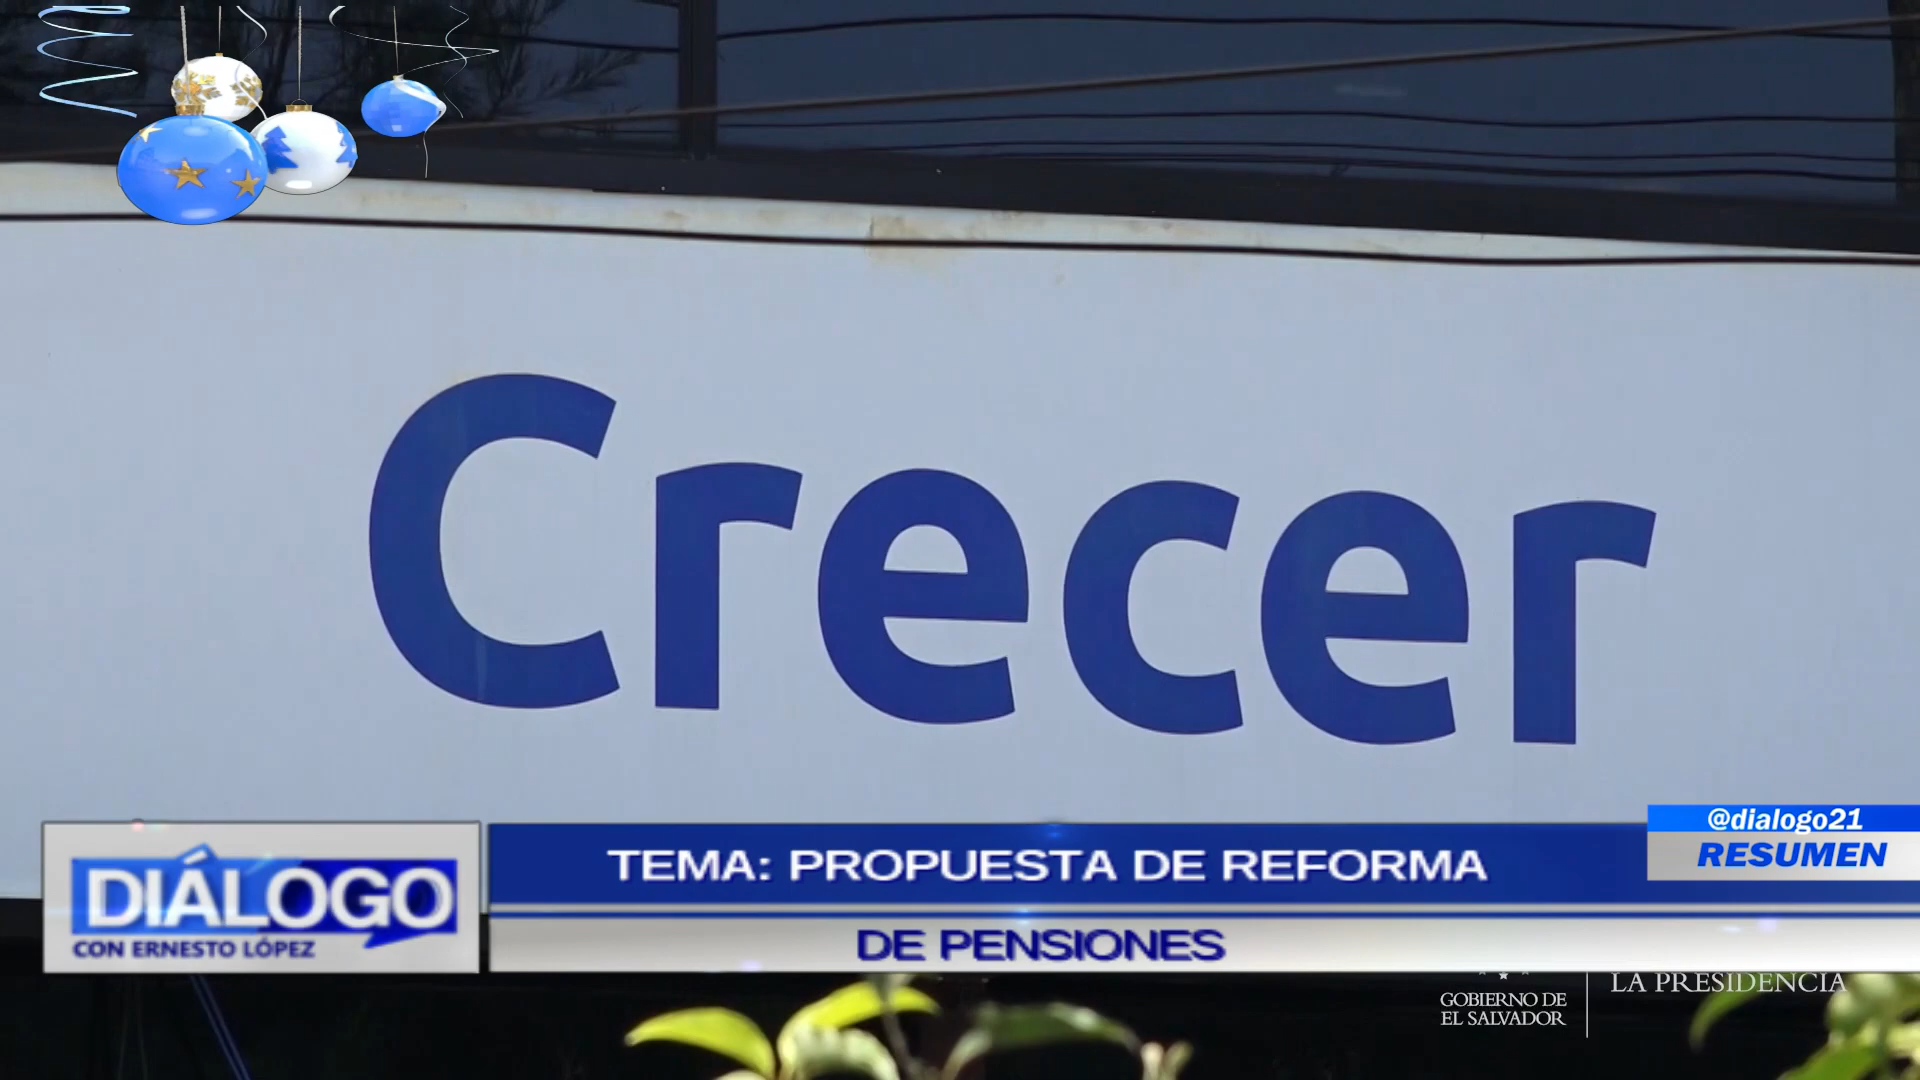 Crecer
@dialogo21
RESUMEN
DIÁLOGO
CON ERNESTO LÓPEZ
TEMA: PROPUESTA DE REFORMA
DE PENSIONES
GOBIERNO DE
EL SALVADOR
LA PRESIDENCIA